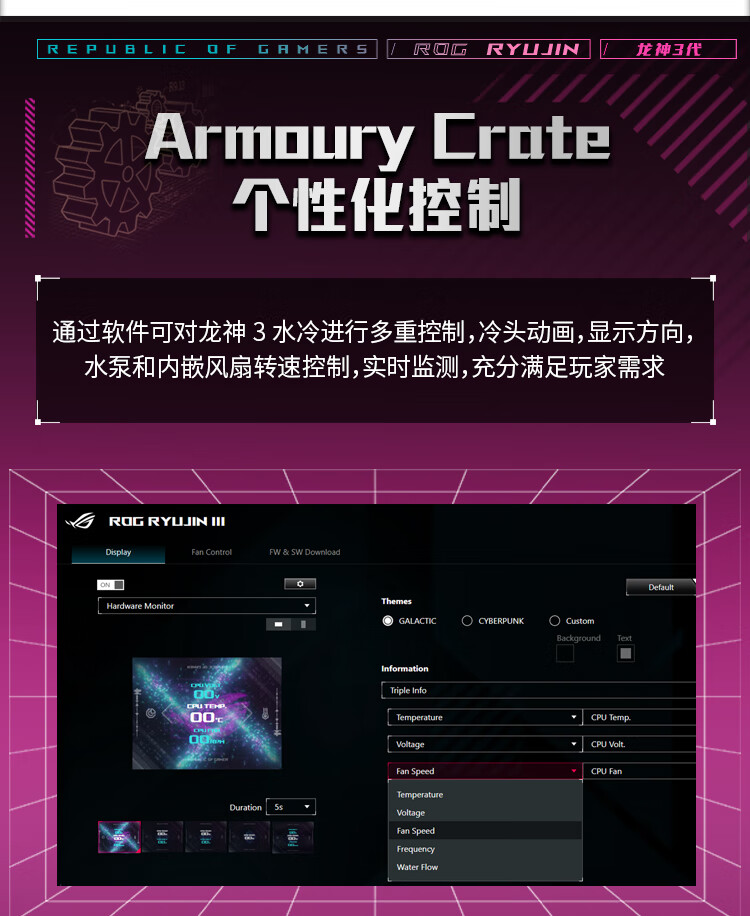 REPUBLIC OF GAMERS / ROG RYUJIN / 龙神3代
Armoury Crate
个性化控制
通过软件可对龙神 3 水冷进行多重控制,冷头动画,显示方向,
水泵和内嵌风扇转速控制,实时监测,充分满足玩家需求
ROG RYUJIN III
Display Fan Control FW & SW Download
ON
Default
Hardware Monitor
Themes
GALACTIC CYBERPUNK Custom
Background Text
Information
Triple Info
Temperature CPU Temp.
Voltage CPU Volt.
Fan Speed CPU Fan
Temperature
Voltage
Fan Speed
Frequency
Water Flow
00V
CPU TEMP.
00°C
00RPM
Duration 5s